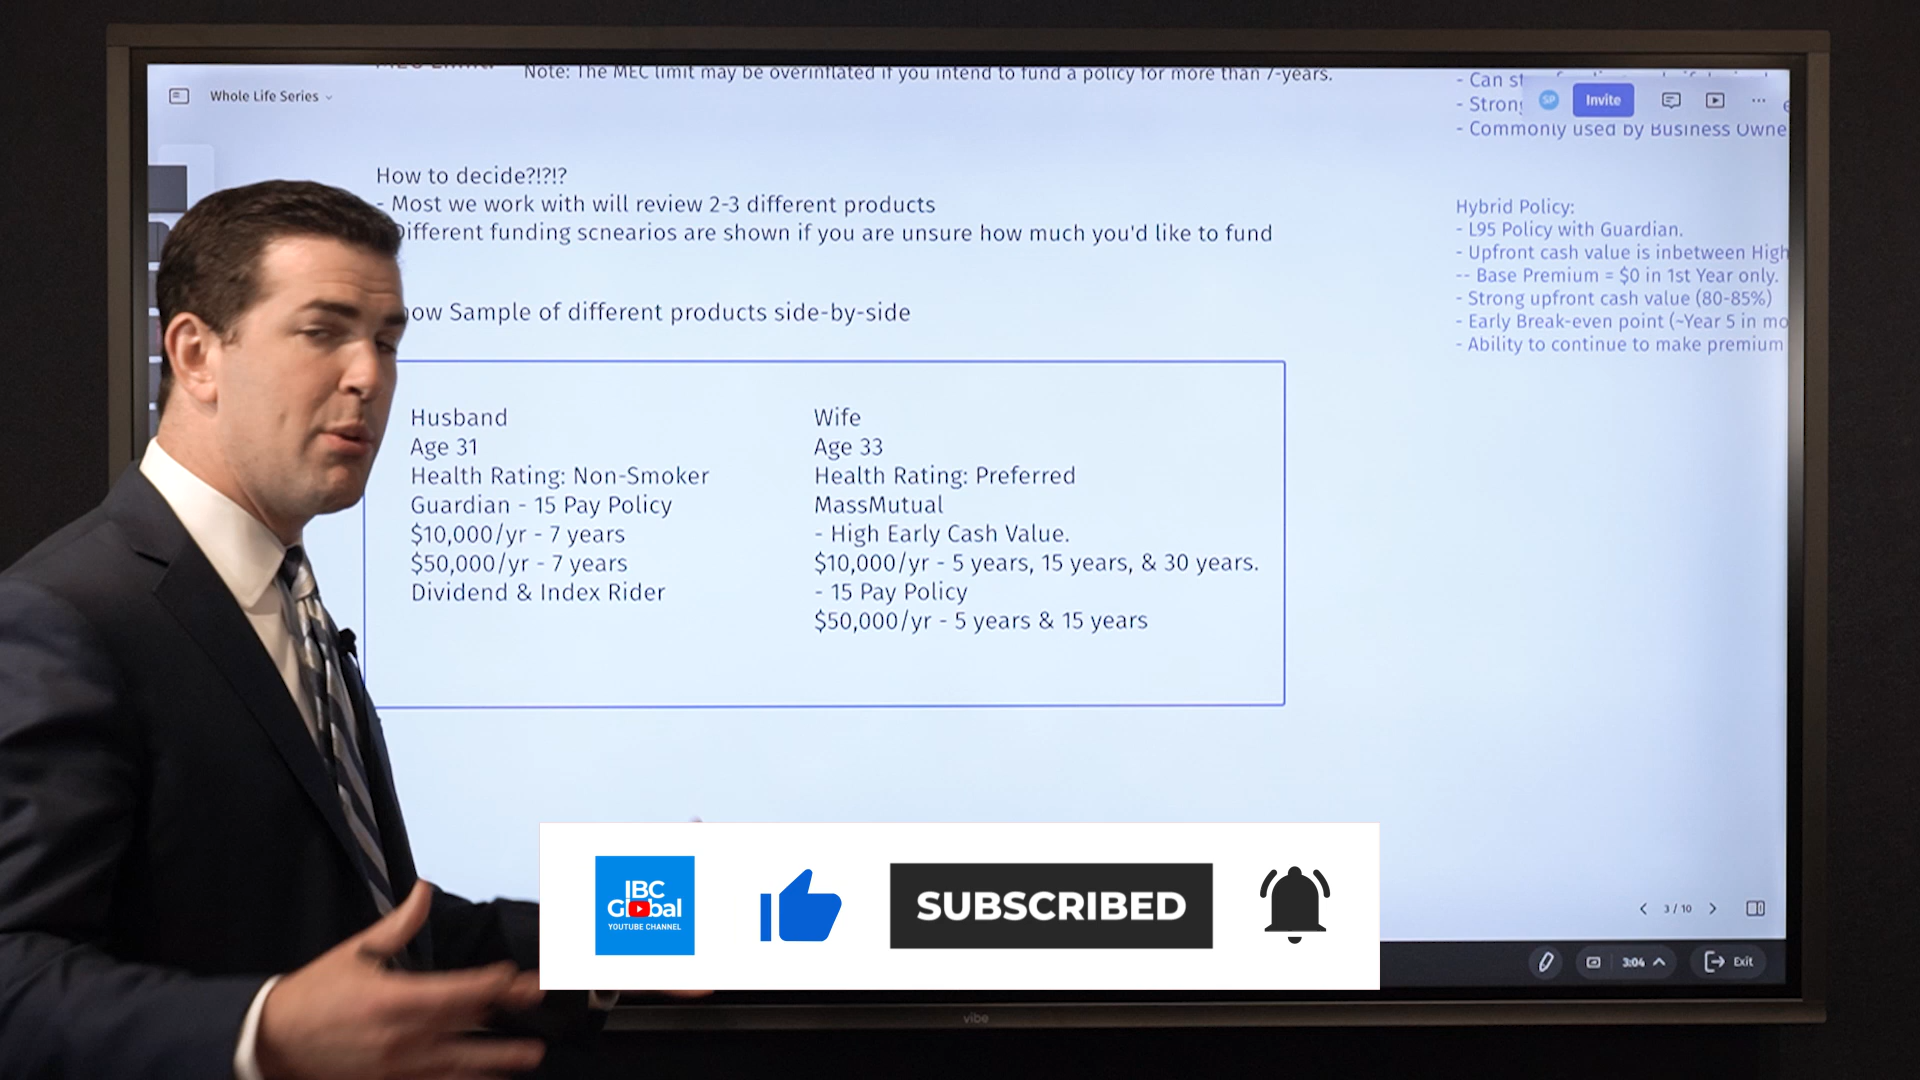 Note: The MEC limit may be overinflated if you intend to fund a policy for more than 7-years.
Whole Life Series
How to decide?!?!?
- Most we work with will review 2-3 different products
Different funding scnearios are shown if you are unsure how much you'd like to fund
Sample of different products side-by-side
Husband
Age 31
Health Rating: Non-Smoker
Guardian - 15 Pay Policy
$10,000/yr - 7 years
$50,000/yr - 7 years
Dividend & Index Rider
Wife
Age 33
Health Rating: Preferred
MassMutual
- High Early Cash Value.
$10,000/yr - 5 years, 15 years, & 30 years.
- 15 Pay Policy
$50,000/yr - 5 years & 15 years
- Can
SP
Invite
- Commonly used by Business
Hybrid Policy:
- L95 Policy with Guardian.
- Upfront cash value is inbetween High
-- Base Premium = $0 in 1st Year only.
- Strong upfront cash value (80-85%)
- Early Break-even point (~Year 5 in
- Ability to continue to make premium
3 / 10
3:04
Exit
IBC
Global
YOUTUBE CHANNEL
SUBSCRIBED
vibe